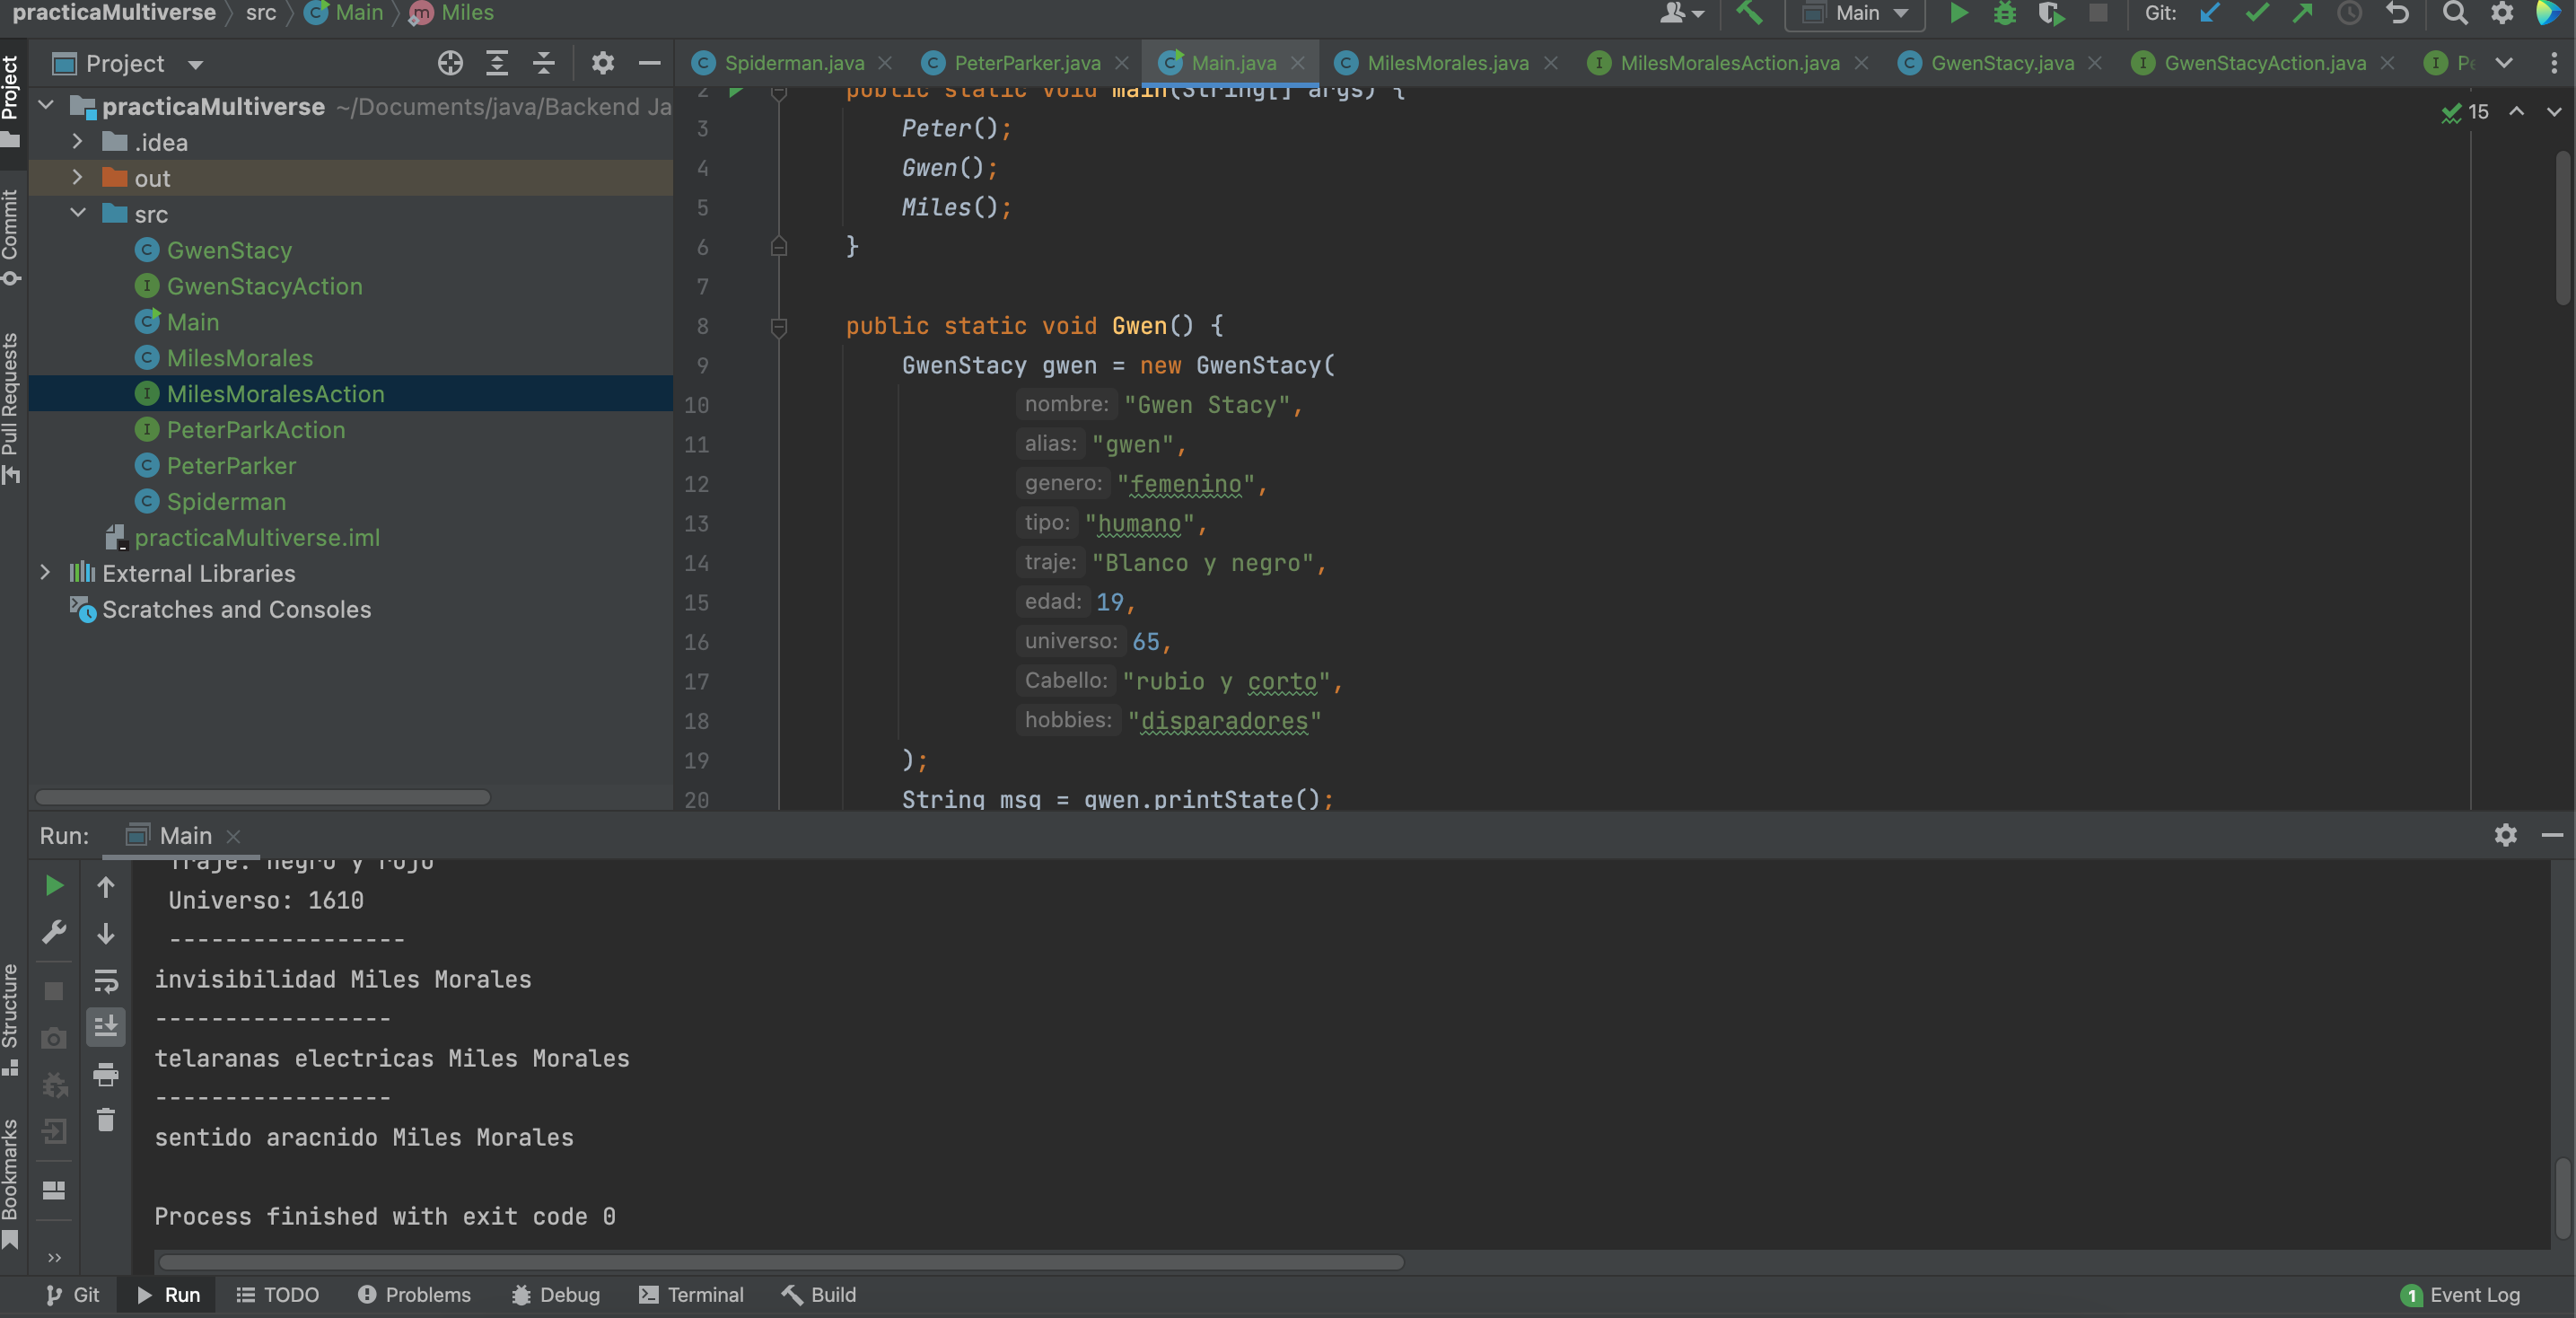 practicaMultiverse src Main Miles
Main Git:
Project
Spiderman.java PeterParker.java Main.java MilesMorales.java MilesMoralesAction.java GwenStacy.java GwenStacyAction.java
Project
Commit
Pull Requests
Structure
Bookmarks
practicaMultiverse ~/Documents/java/Backend Ja
.idea
out
src
GwenStacy
GwenStacyAction
Main
MilesMorales
MilesMoralesAction
PeterParkAction
PeterParker
Spiderman
practicaMultiverse.iml
External Libraries
Scratches and Consoles
15
2 public static void main(String[] args) {
3 Peter();
4 Gwen();
5 Miles();
6 }
7
8 public static void Gwen() {
9 GwenStacy gwen = new GwenStacy(
10 nombre: "Gwen Stacy",
11 alias: "gwen",
12 genero: "femenino",
13 tipo: "humano",
14 traje: "Blanco y negro",
15 edad: 19,
16 universo: 65,
17 Cabello: "rubio y corto",
18 hobbies: "disparadores"
19 );
20 String msg = gwen.printState();
Run: Main
Traje: negro y rojo
Universo: 1610
-----------------
invisibilidad Miles Morales
-----------------
telaranas electricas Miles Morales
-----------------
sentido aracnido Miles Morales
Process finished with exit code 0
Git Run TODO Problems Debug Terminal Build 1 Event Log